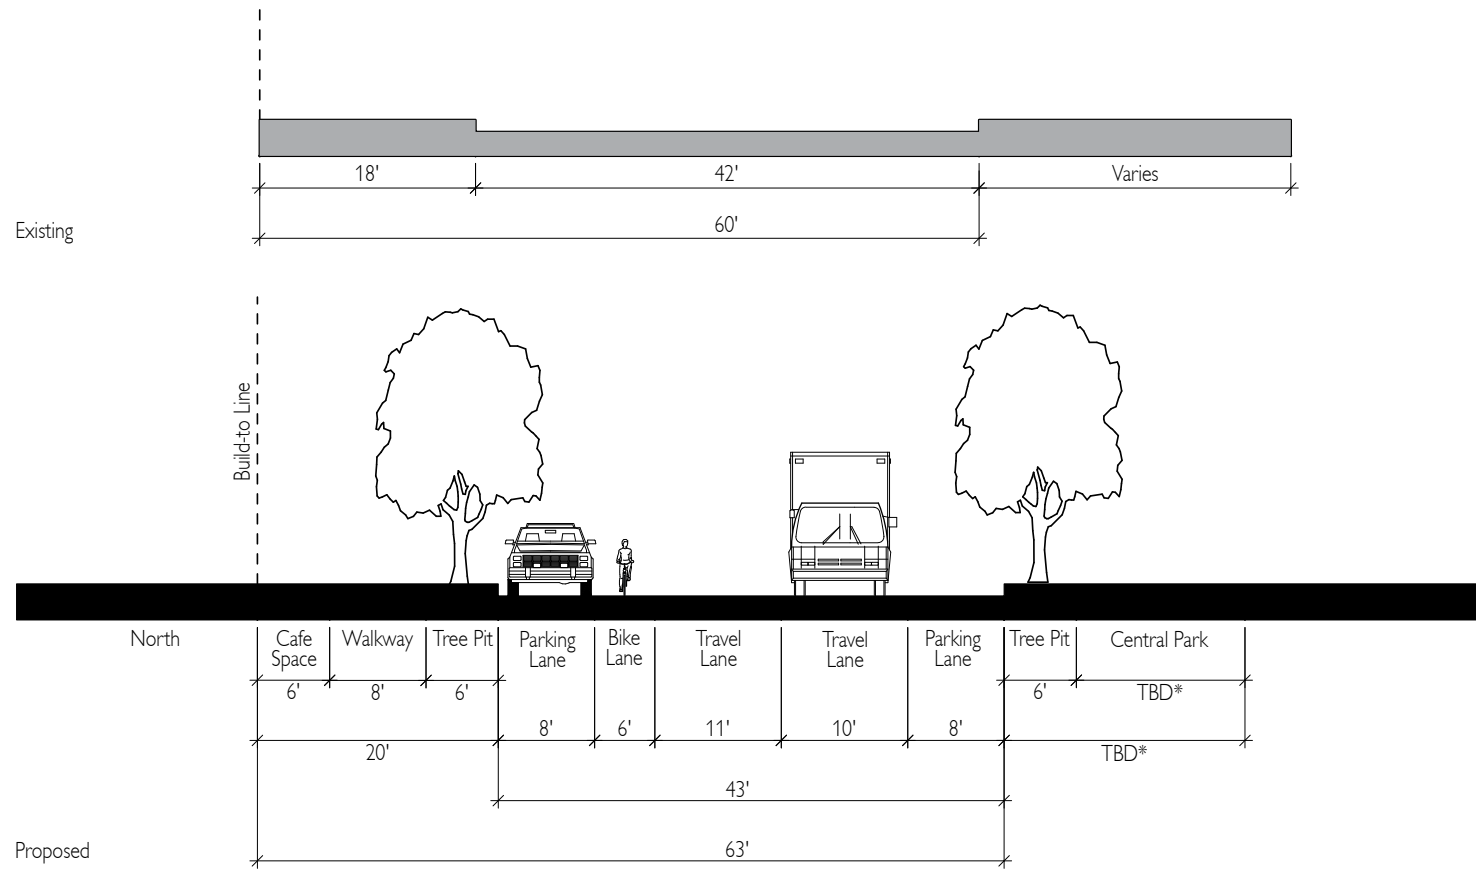 18'
42'
Varies
60'
Existing
Build-to Line
North
Cafe
Space
Walkway
Tree Pit
Parking
Lane
Bike
Lane
Travel
Lane
Travel
Lane
Parking
Lane
Tree Pit
Central Park
6'
8'
6'
6'
TBD*
8'
6'
11'
10'
8'
20'
TBD*
43'
63'
Proposed